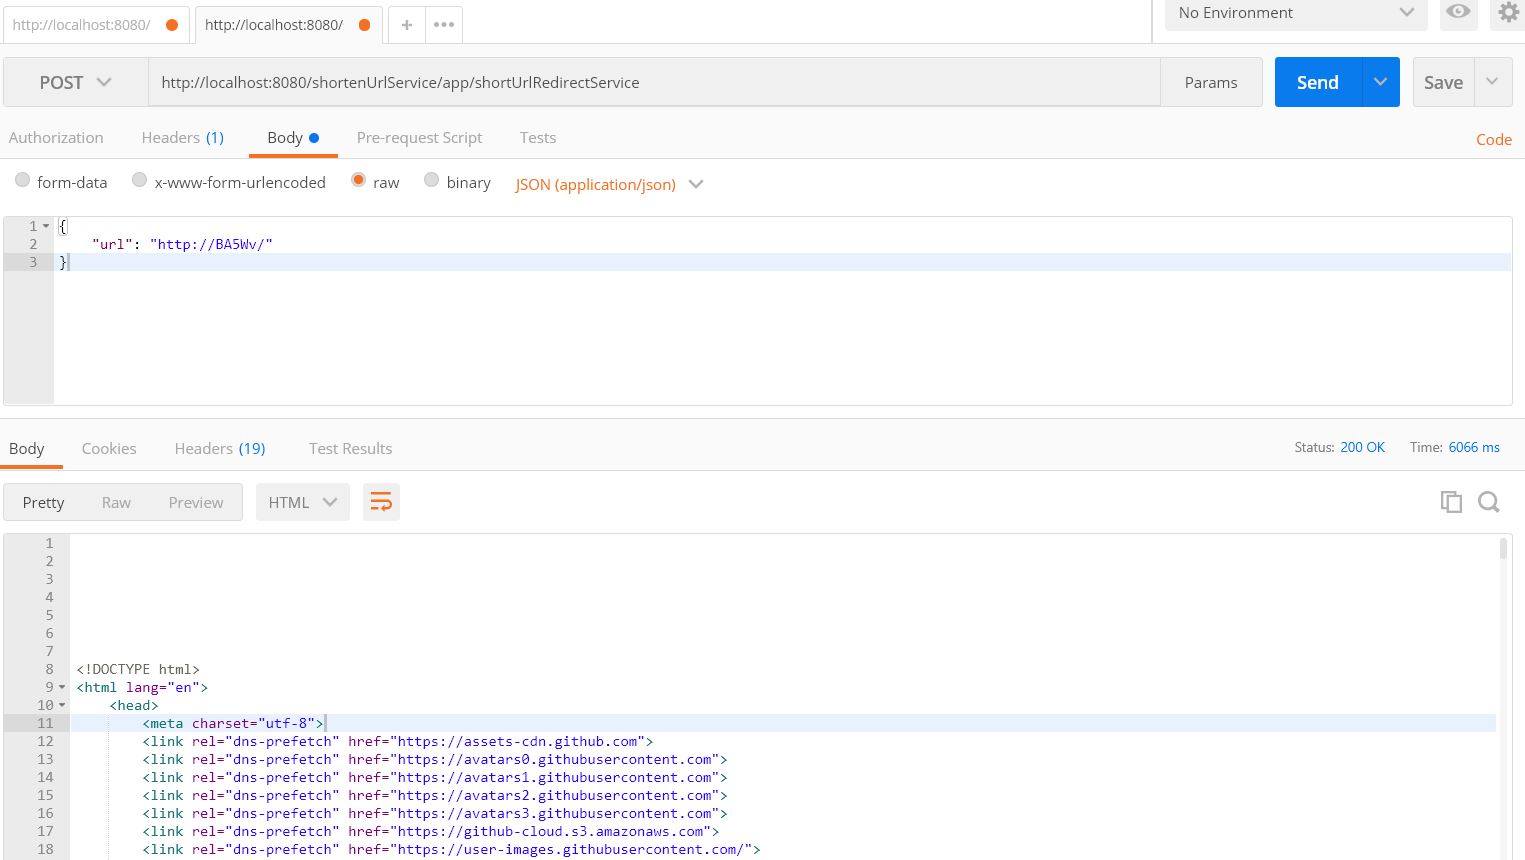 http://localhost:8080/ http://localhost:8080/ + ••• No Environment
POST http://localhost:8080/shortenUrlService/app/shortUrlRedirectService Params Send Save
Authorization Headers (1) Body Pre-request Script Tests Code
form-data x-www-form-urlencoded raw binary JSON (application/json)
1 {
2 "url": "http://BA5Wv/"
3 }
Body Cookies Headers (19) Test Results Status: 200 OK Time: 6066 ms
Pretty Raw Preview HTML
1
2
3
4
5
6
7
8 <!DOCTYPE html>
9 <html lang="en">
10 <head>
11 <meta charset="utf-8">
12 <link rel="dns-prefetch" href="https://assets-cdn.github.com">
13 <link rel="dns-prefetch" href="https://avatars0.githubusercontent.com">
14 <link rel="dns-prefetch" href="https://avatars1.githubusercontent.com">
15 <link rel="dns-prefetch" href="https://avatars2.githubusercontent.com">
16 <link rel="dns-prefetch" href="https://avatars3.githubusercontent.com">
17 <link rel="dns-prefetch" href="https://github-cloud.s3.amazonaws.com">
18 <link rel="dns-prefetch" href="https://user-images.githubusercontent.com/">